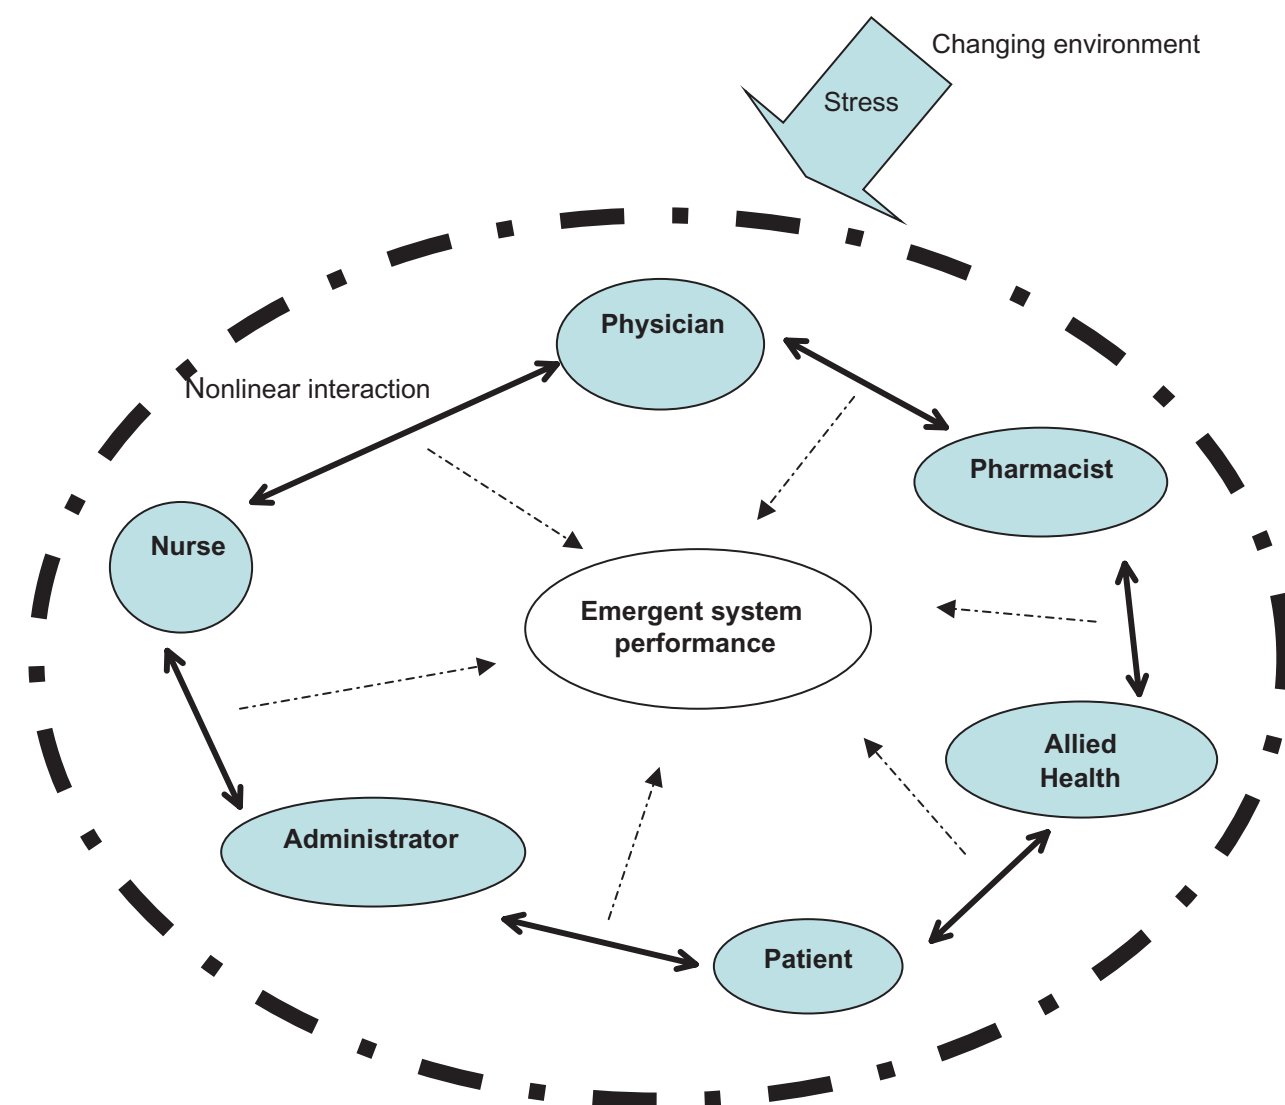 Changing environment
Stress
Physician
Nonlinear interaction
Pharmacist
Nurse
Emergent system
performance
Allied
Health
Administrator
Patient